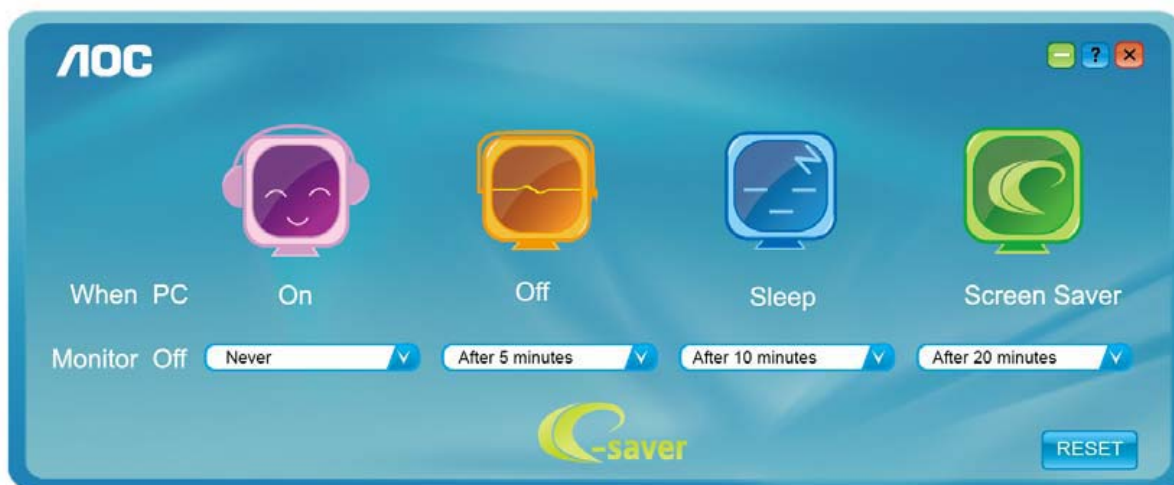 AOC
?
When PC On Off Sleep Screen Saver
Monitor Off Never After 5 minutes After 10 minutes After 20 minutes
e-saver
RESET